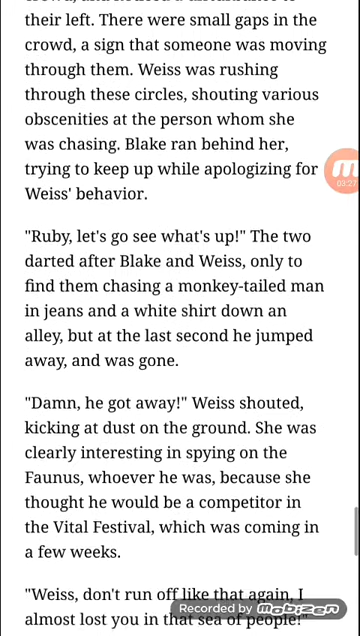 their left. There were small gaps in the
crowd, a sign that someone was moving
through them. Weiss was rushing
through these circles, shouting various
obscenities at the person whom she
was chasing. Blake ran behind her,
trying to keep up while apologizing for
Weiss' behavior.
"Ruby, let's go see what's up!" The two
darted after Blake and Weiss, only to
find them chasing a monkey-tailed man
in jeans and a white shirt down an
alley, but at the last second he jumped
away, and was gone.
"Damn, he got away!" Weiss shouted,
kicking at dust on the ground. She was
clearly interesting in spying on the
Faunus, whoever he was, because she
thought he would be a competitor in
the Vital Festival, which was coming in
a few weeks.
"Weiss, don't run off like that again, I
almost lost you in that sea of people!"
03:27
Recorded by mobizen